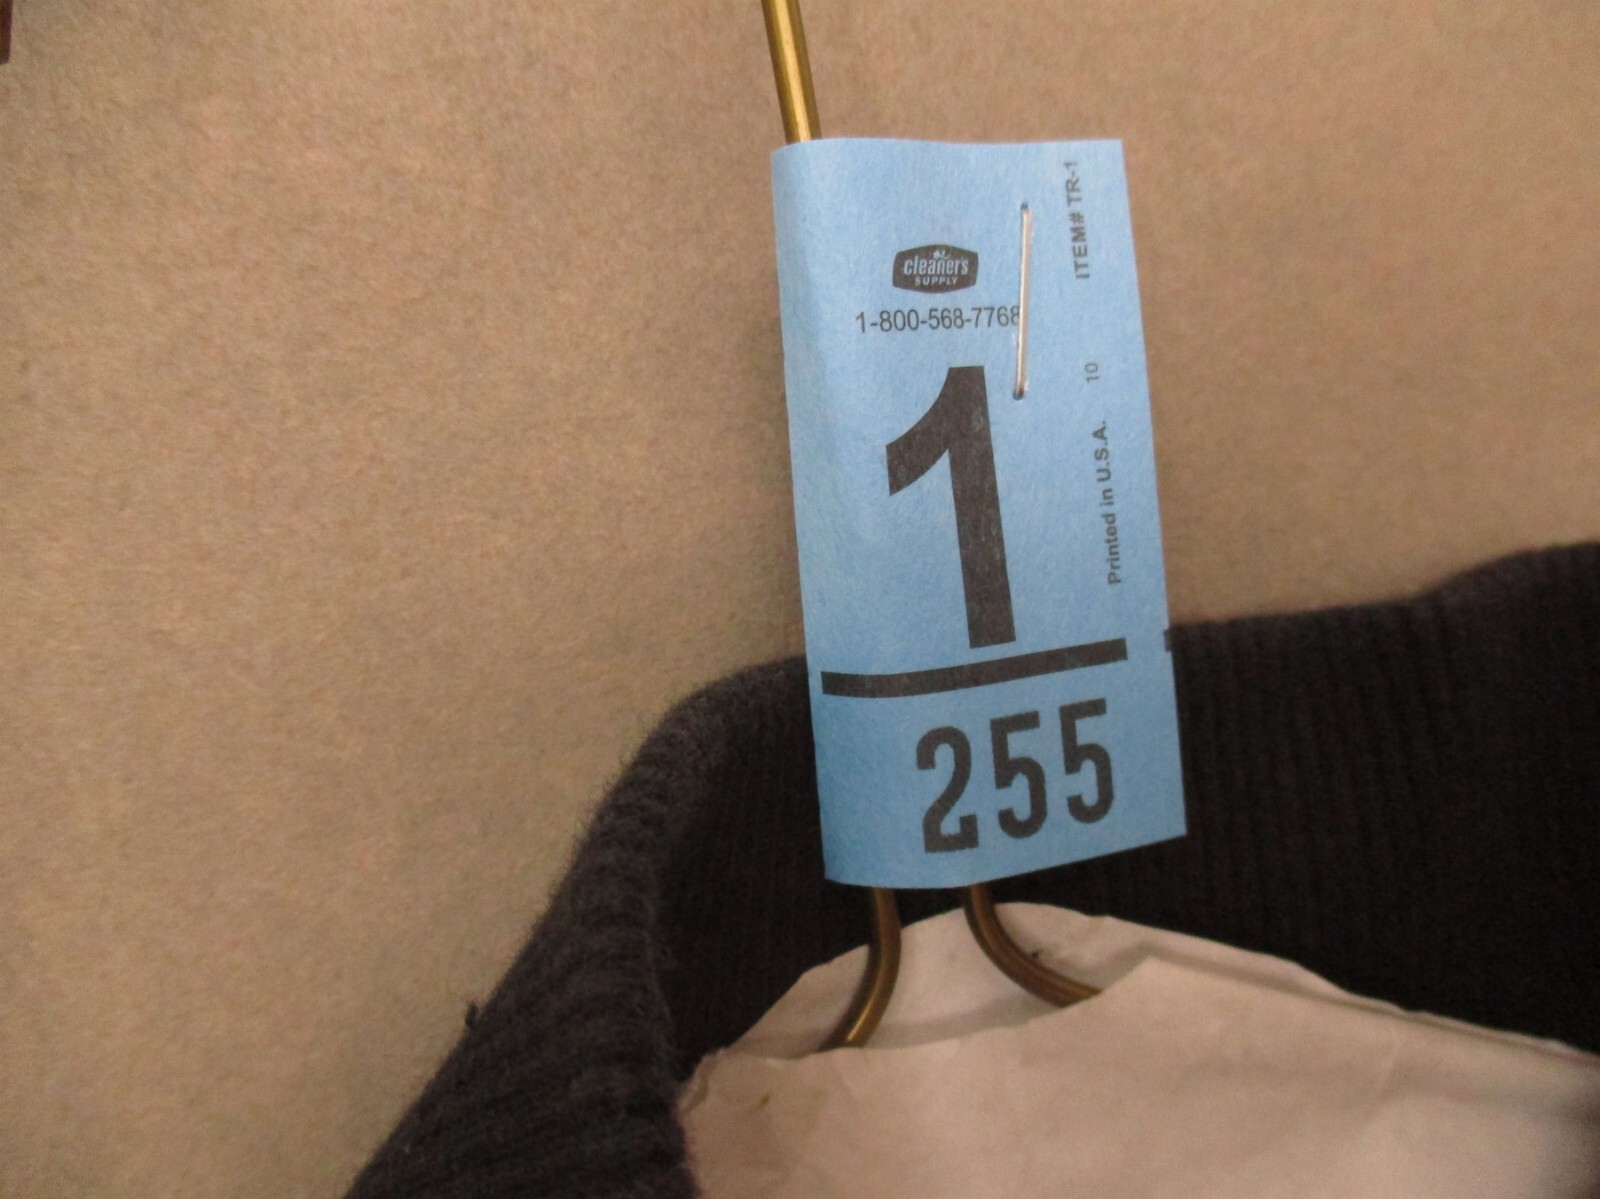 cleaner's
SUPPLY
1-800-568-7768
1
255
ITEM# TR-1
10
Printed in U.S.A.